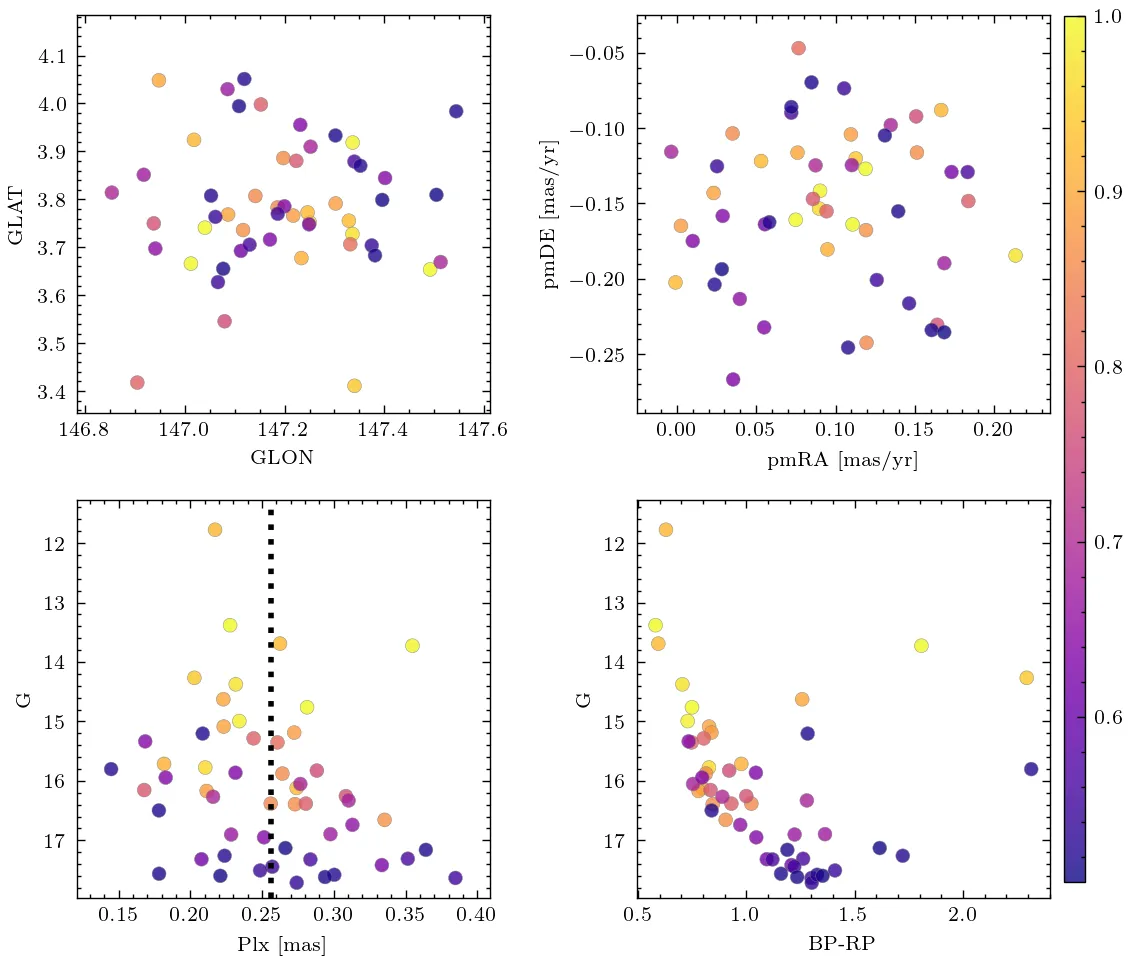 4.1
4.0
3.9
3.8
3.7
3.6
3.5
3.4
GLAT
146.8 147.0 147.2 147.4 147.6
GLON
−0.05
−0.10
−0.15
−0.20
−0.25
pmDE [mas/yr]
0.00 0.05 0.10 0.15 0.20
pmRA [mas/yr]
1.0
0.9
0.8
0.7
0.6
12
13
14
15
16
17
G
0.15 0.20 0.25 0.30 0.35 0.40
Plx [mas]
12
13
14
15
16
17
G
0.5 1.0 1.5 2.0
BP-RP